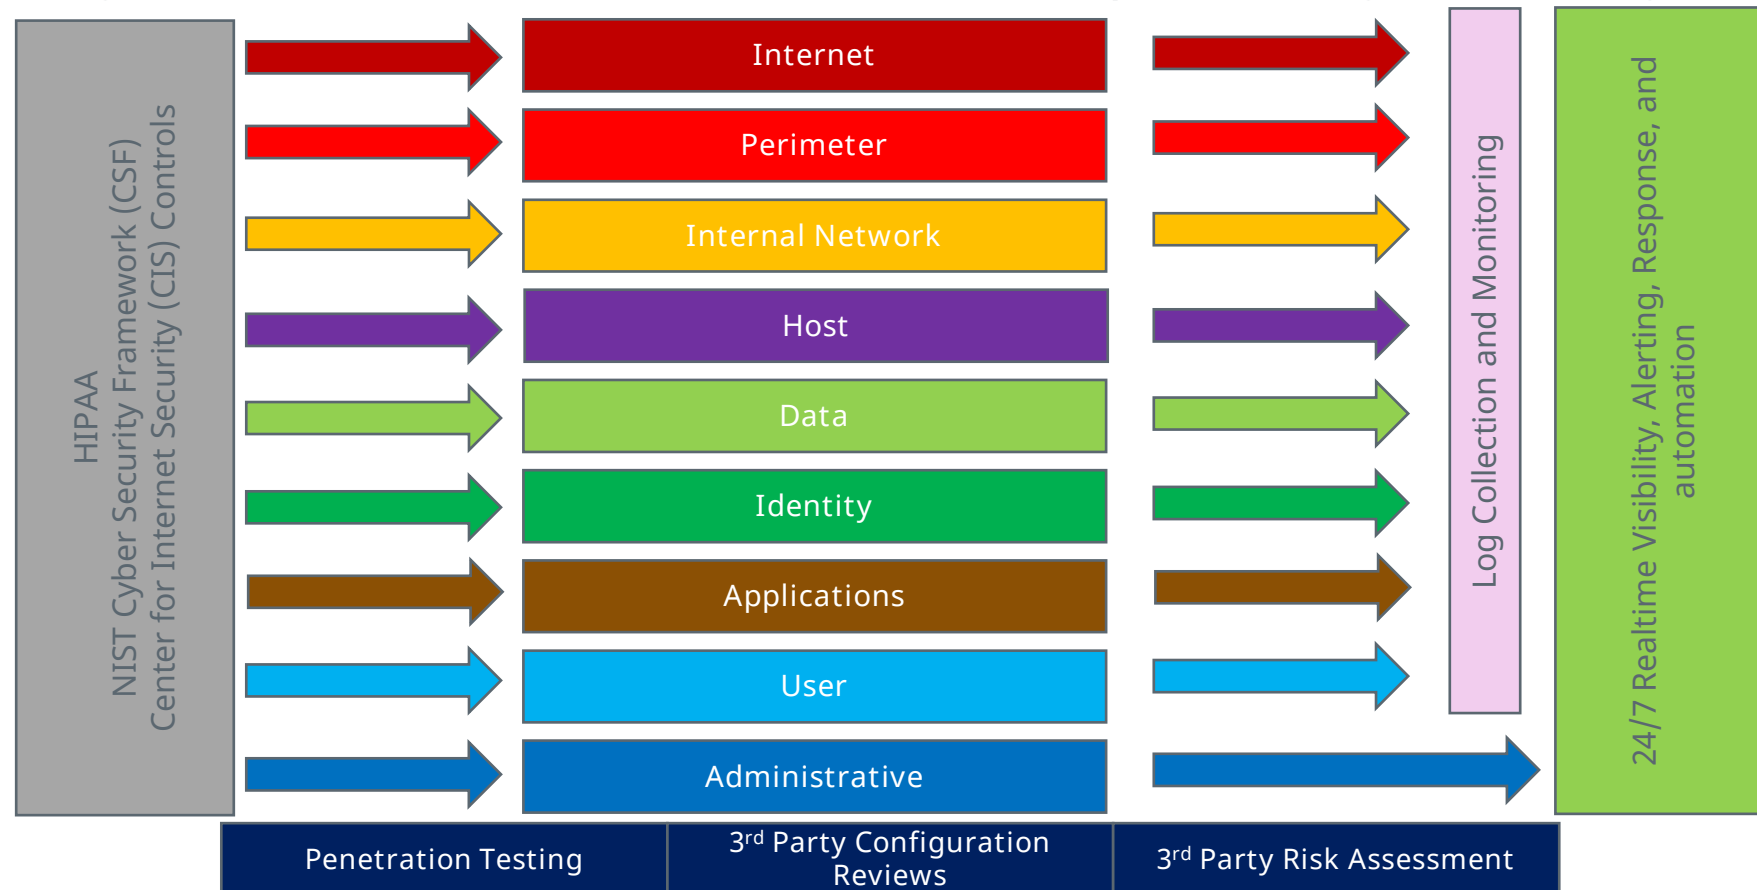 HIPAA
NIST Cyber Security Framework (CSF)
Center for Internet Security (CIS) Controls
Internet
Perimeter
Internal Network
Host
Data
Identity
Applications
User
Administrative
Log Collection and Monitoring
24/7 Realtime Visibility, Alerting, Response, and
automation
Penetration Testing
3rd Party Configuration
Reviews
3rd Party Risk Assessment